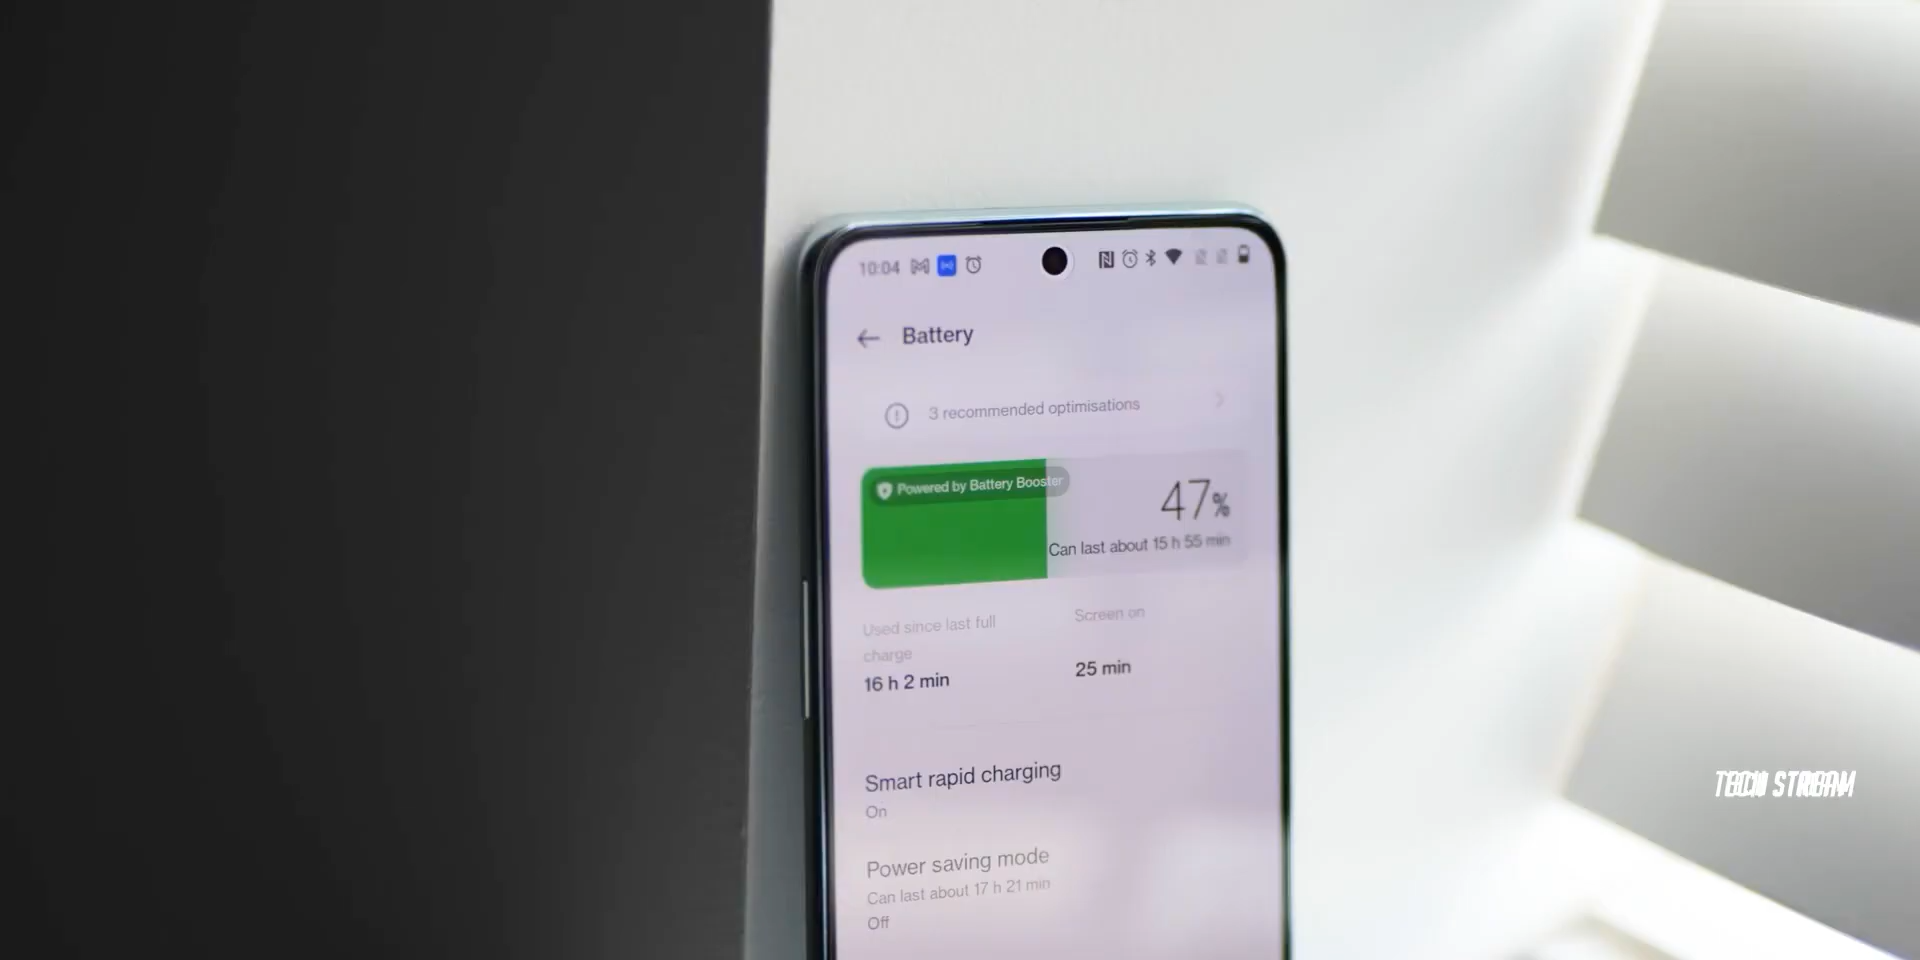 10:04
Battery
3 recommended optimisations
Powered by Battery Booster
47%
Can last about 15 h 55 min
Used since last full
charge
16 h 2 min
Screen on
25 min
Smart rapid charging
On
Power saving mode
Can last about 17 h 21 min
Off
TECH STREAM